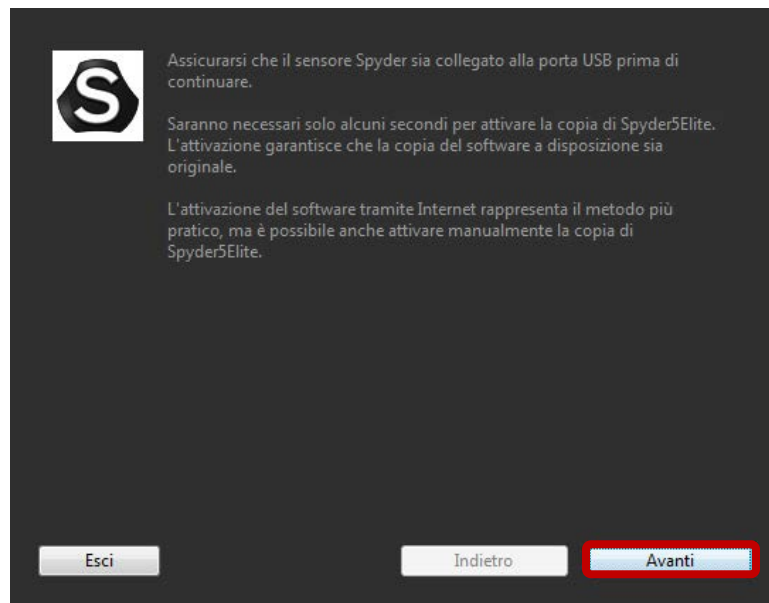 S
Assicurarsi che il sensore Spyder sia collegato alla porta USB prima di
continuare.
Saranno necessari solo alcuni secondi per attivare la copia di Spyder5Elite.
L'attivazione garantisce che la copia del software a disposizione sia
originale.
L'attivazione del software tramite Internet rappresenta il metodo più
pratico, ma è possibile anche attivare manualmente la copia di
Spyder5Elite.
Esci
Indietro
Avanti